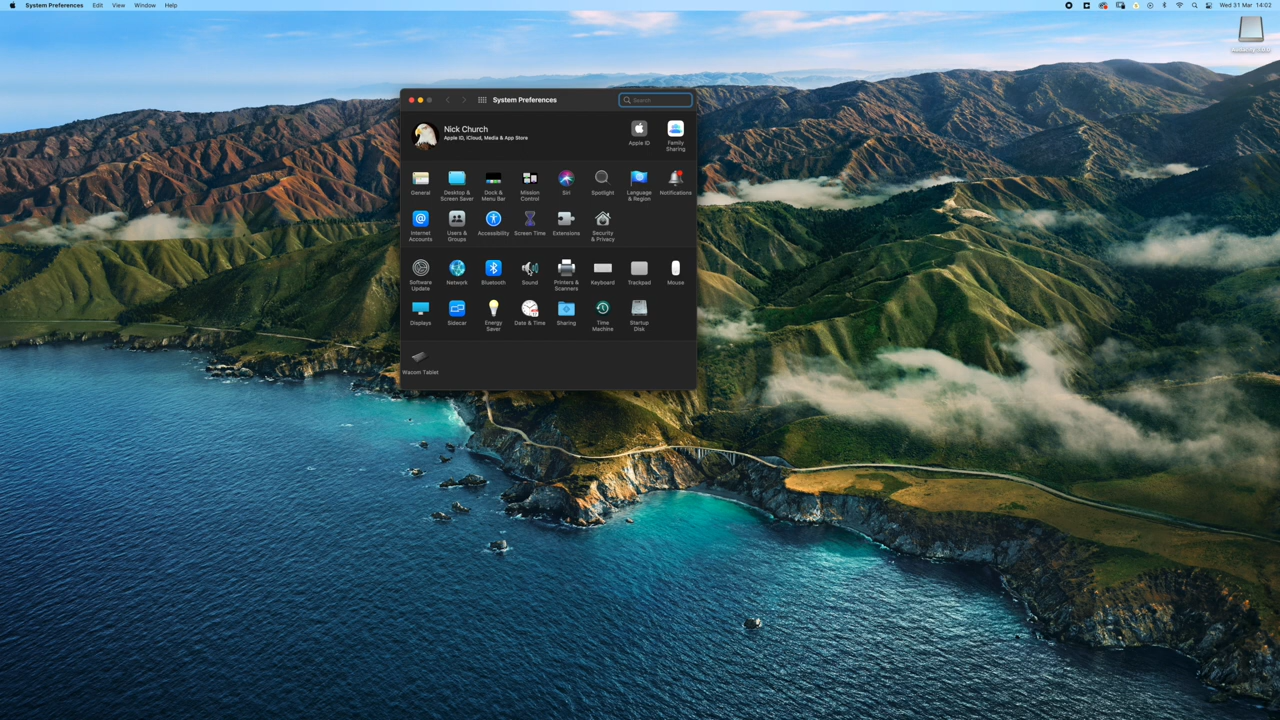 System Preferences Edit View Window Help
Wed 31 Mar 14:02
System Preferences
Search
Nick Church
Apple ID, iCloud, Media & App Store
Apple ID
Family
Sharing
General
Desktop &
Screen Saver
Dock &
Menu Bar
Mission
Control
Siri
Spotlight
Language
& Region
Notifications
Internet
Accounts
Users &
Groups
Accessibility
Screen Time
Extensions
Security
& Privacy
Software
Update
Network
Bluetooth
Sound
Printers &
Scanners
Keyboard
Trackpad
Mouse
Displays
Sidecar
Energy
Saver
Date & Time
Sharing
Time
Machine
Startup
Disk
Wacom Tablet